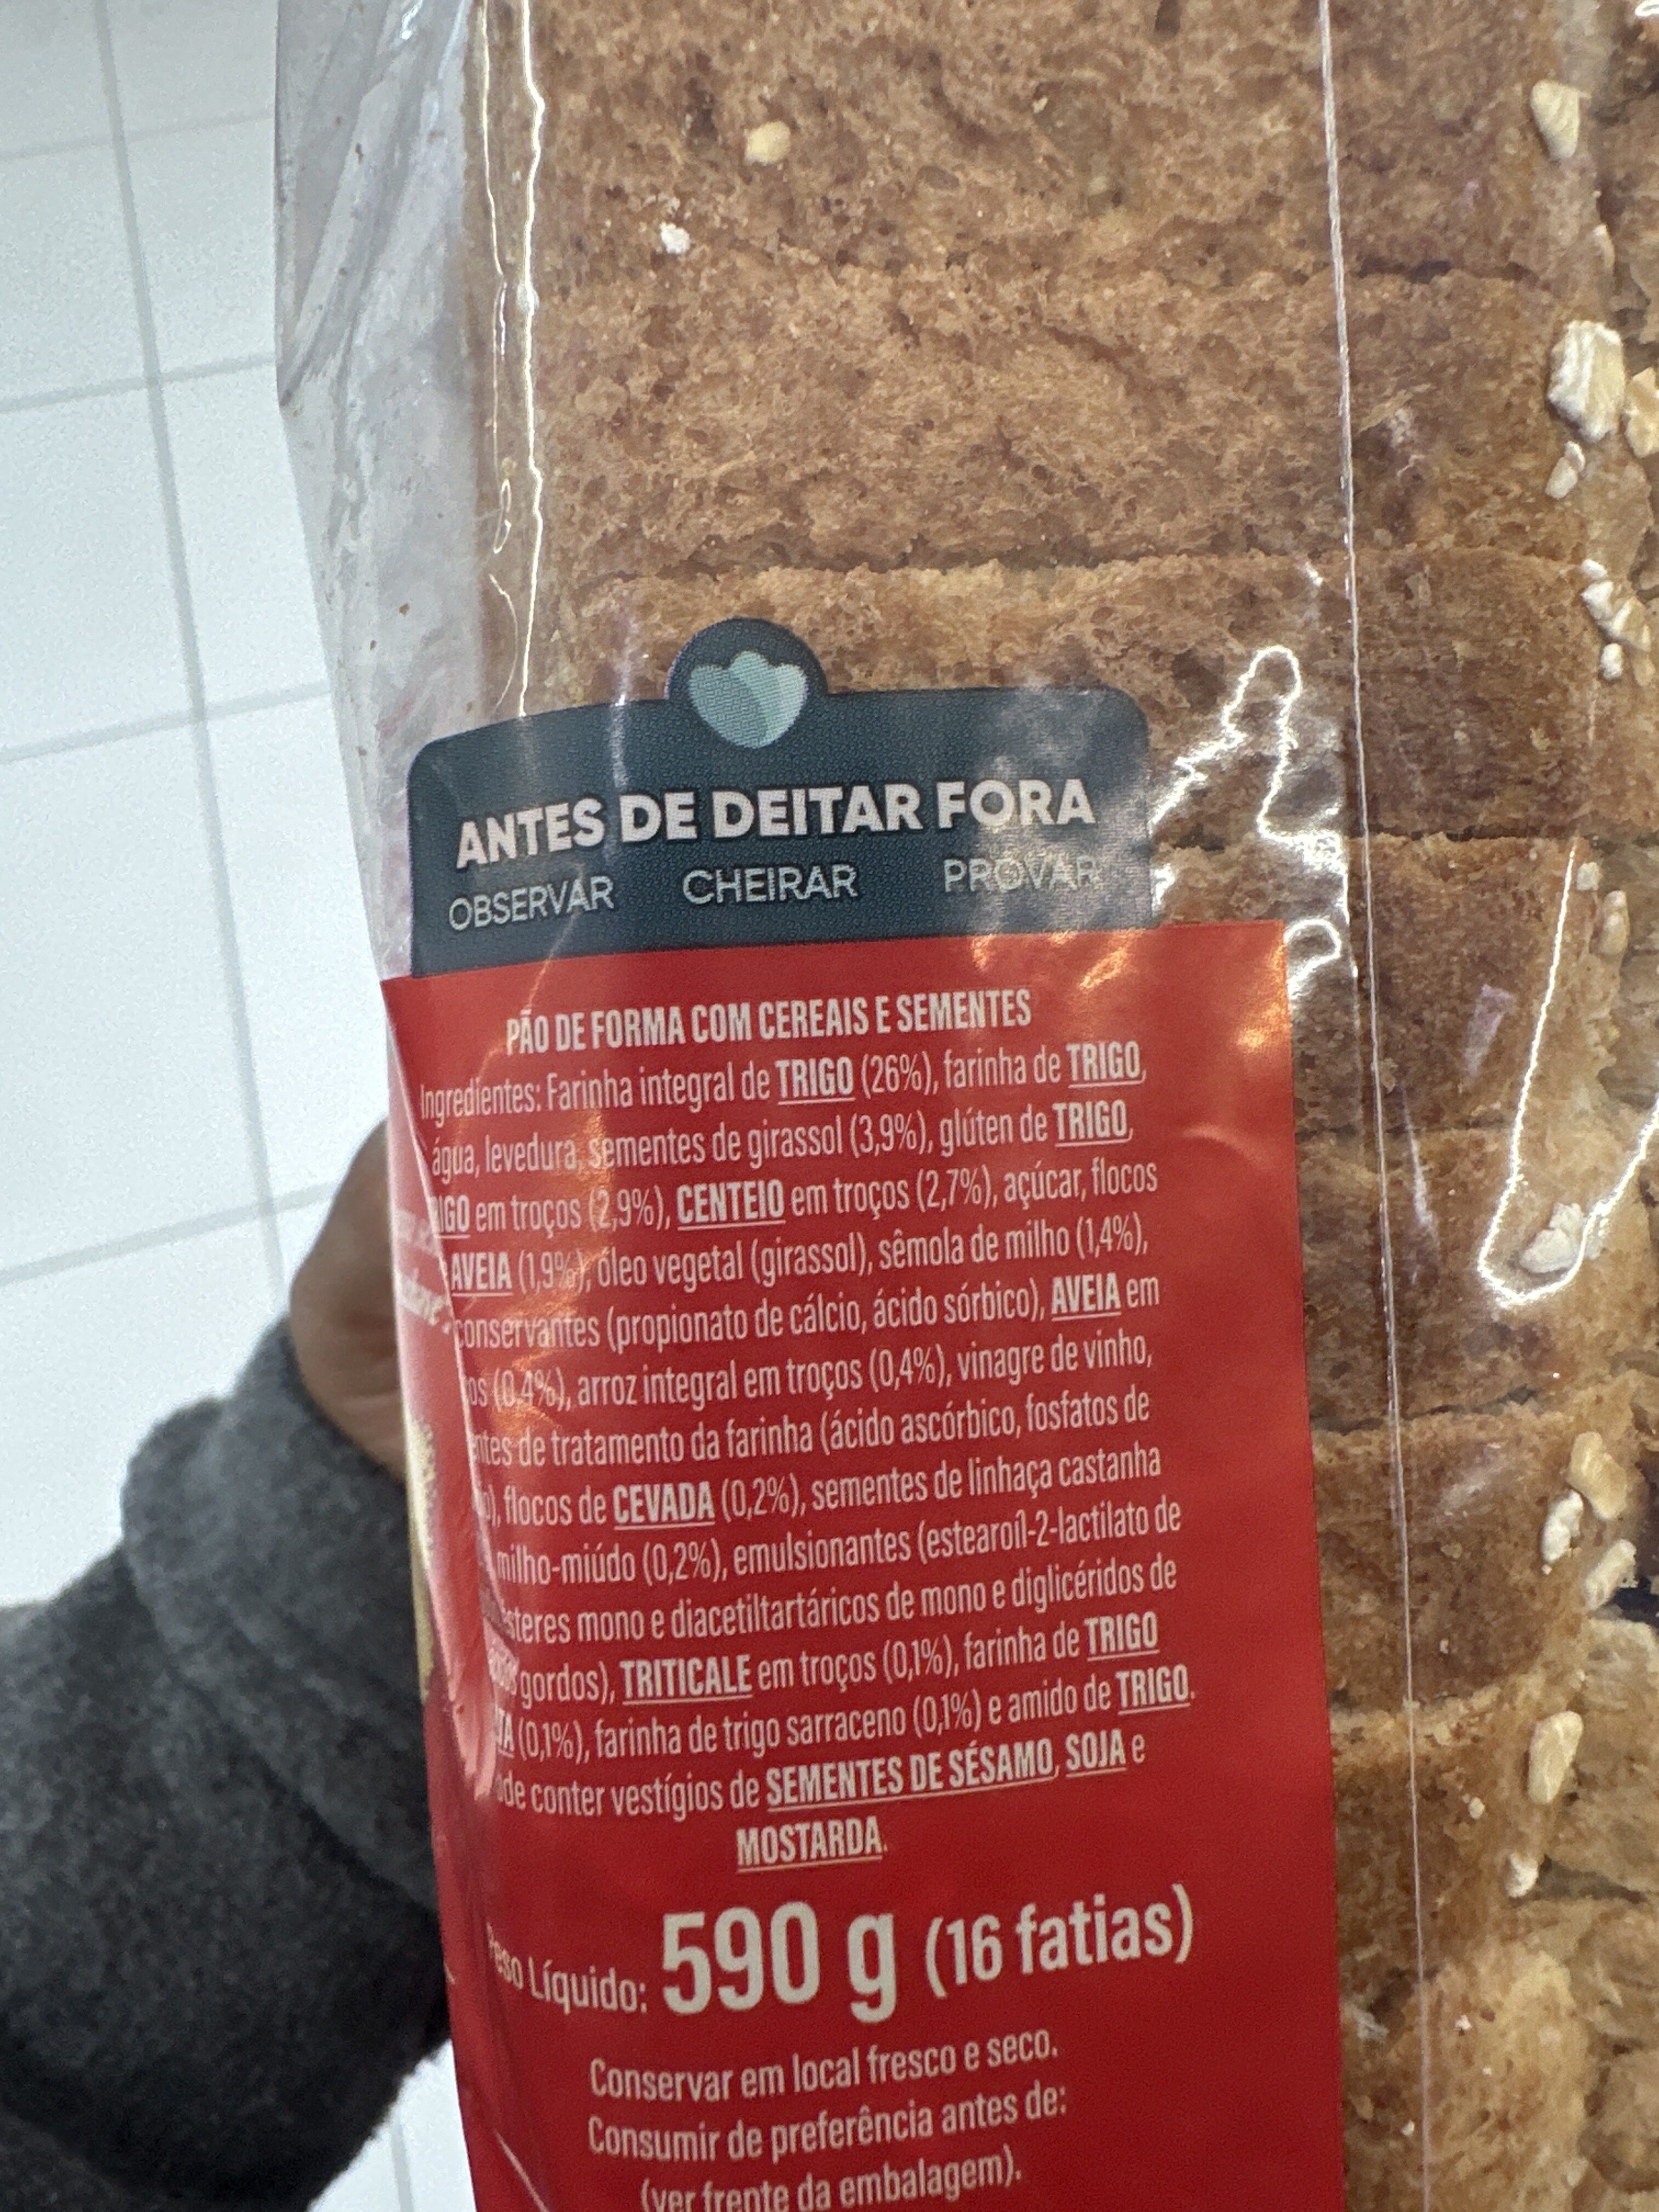 ANTES DE DEITAR FORA
OBSERVAR CHEIRAR PROVAR
PÃO DE FORMA COM CEREAIS E SEMENTES
Ingredientes: Farinha integral de TRIGO (26%), farinha de TRIGO,
água, levedura, sementes de girassol (3,9%), glúten de TRIGO,
em troços (2,9%), CENTEIO em troços (2,7%), açúcar, flocos
AVEIA (1,9%), óleo vegetal (girassol), sêmola de milho (1,4%),
conservantes (propionato de cálcio, ácido sórbico), AVEIA em
(0,4%), arroz integral em troços (0,4%), vinagre de vinho,
de tratamento da farinha (ácido ascórbico, fosfatos de
flocos de CEVADA (0,2%), sementes de linhaça castanha
milho-miúdo (0,2%), emulsionantes (estearoíl-2-lactilato de
mono e diacetiltartáricos de mono e diglicéridos de
gordos), TRITICALE em troços (0,1%), farinha de TRIGO
(0,1%), farinha de trigo sarraceno (0,1%) e amido de TRIGO.
conter vestígios de SEMENTES DE SÉSAMO, SOJA e
MOSTARDA.
Peso Líquido: 590 g (16 fatias)
Conservar em local fresco e seco.
Consumir de preferência antes de:
(ver frente da embalagem).